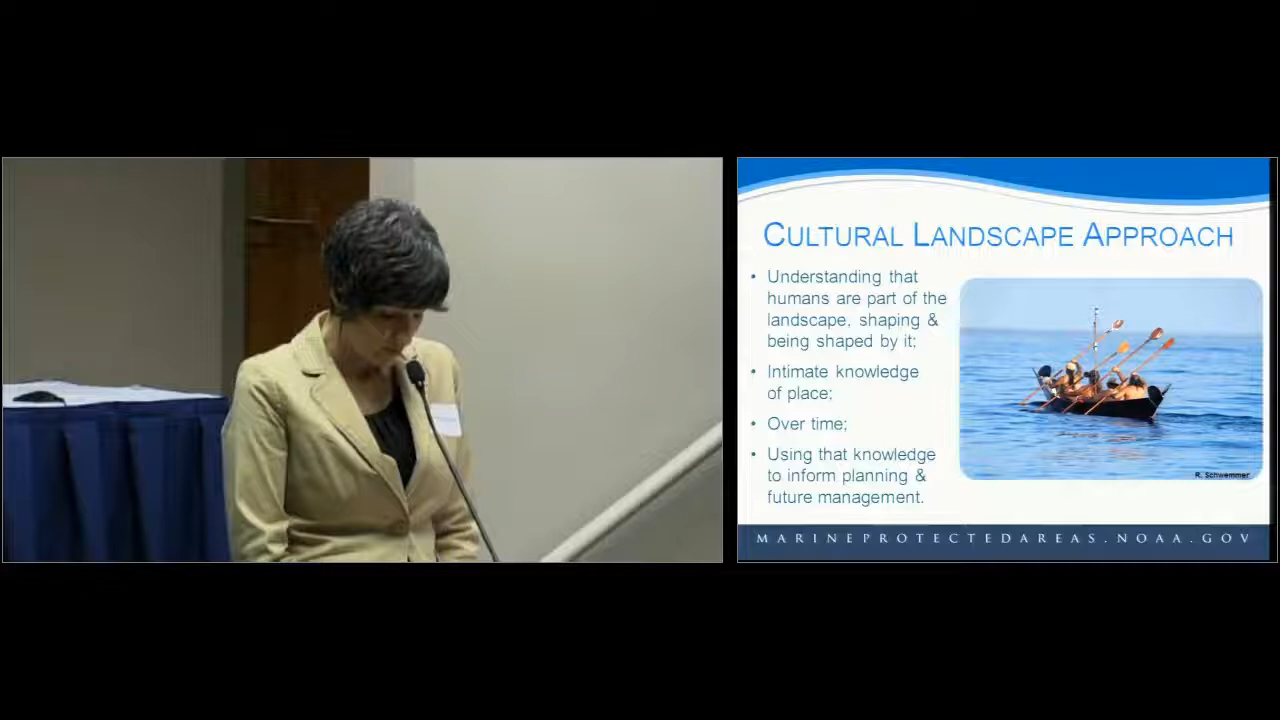 CULTURAL LANDSCAPE APPROACH
• Understanding that
humans are part of the
landscape, shaping &
being shaped by it;
• Intimate knowledge
of place;
• Over time;
• Using that knowledge
to inform planning &
future management.
R. Schwemmer
MARINEPROTECTEDAREAS.NOAA.GOV